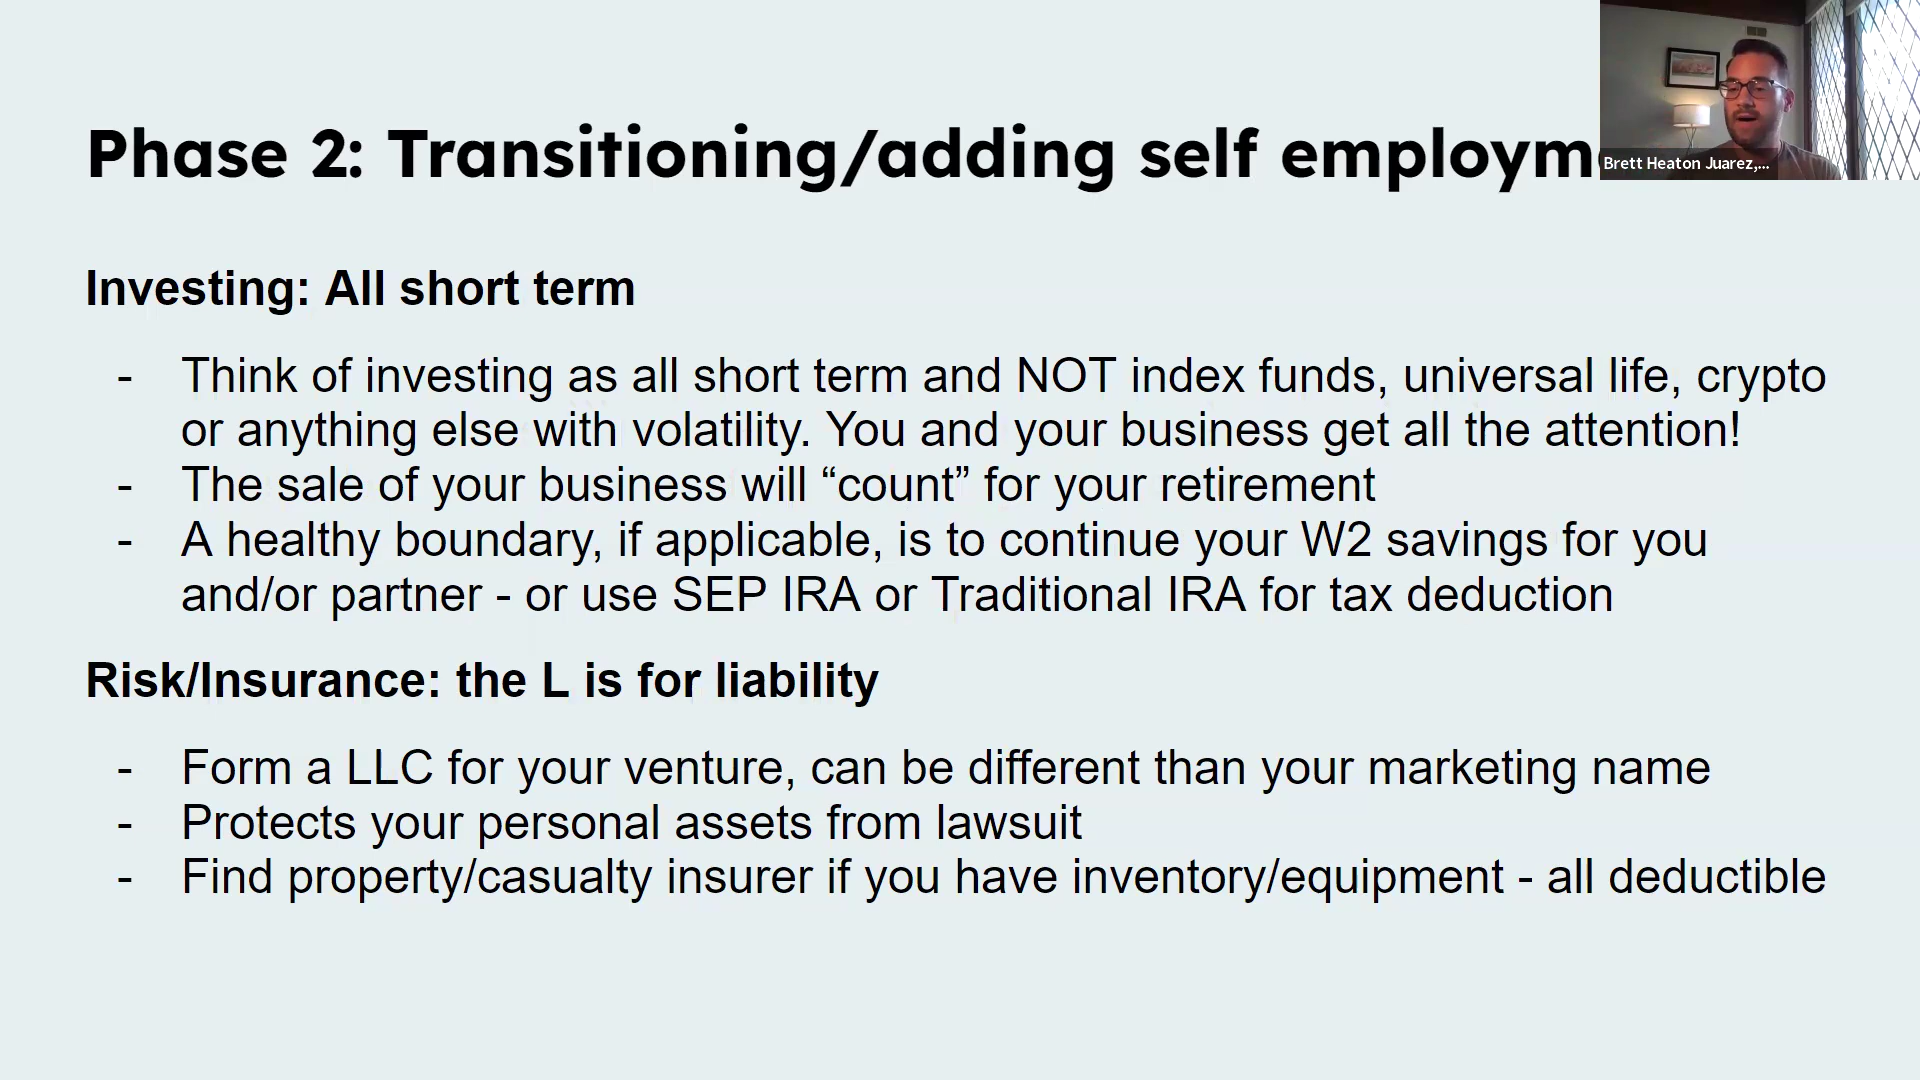 Phase 2: Transitioning/adding self employm
Brett Heaton Juarez,...
Investing: All short term
- Think of investing as all short term and NOT index funds, universal life, crypto
or anything else with volatility. You and your business get all the attention!
- The sale of your business will “count” for your retirement
- A healthy boundary, if applicable, is to continue your W2 savings for you
and/or partner - or use SEP IRA or Traditional IRA for tax deduction
Risk/Insurance: the L is for liability
- Form a LLC for your venture, can be different than your marketing name
- Protects your personal assets from lawsuit
- Find property/casualty insurer if you have inventory/equipment - all deductible